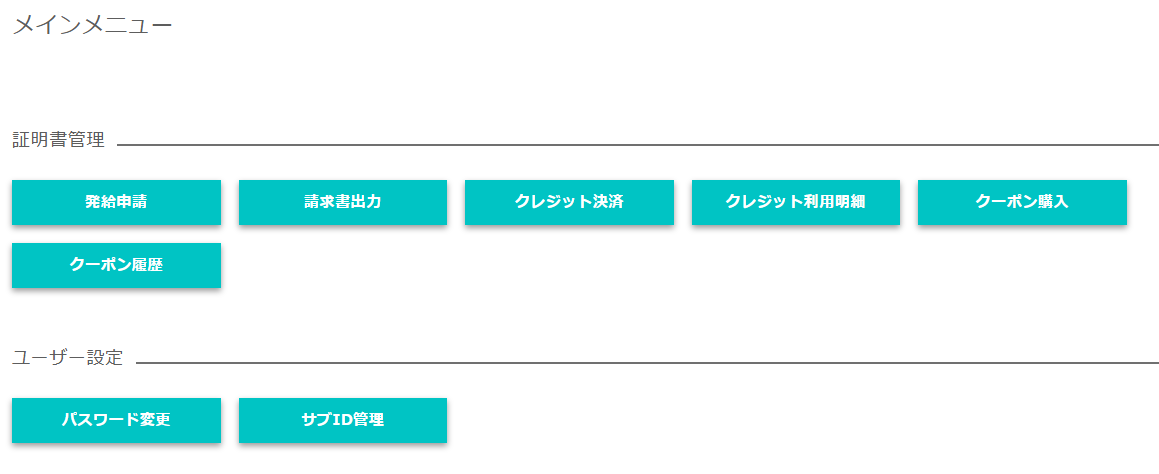 メインメニュー
証明書管理
発給申請
請求書出力
クレジット決済
クレジット利用明細
クーポン購入
クーポン履歴
ユーザー設定
パスワード変更
サブID管理